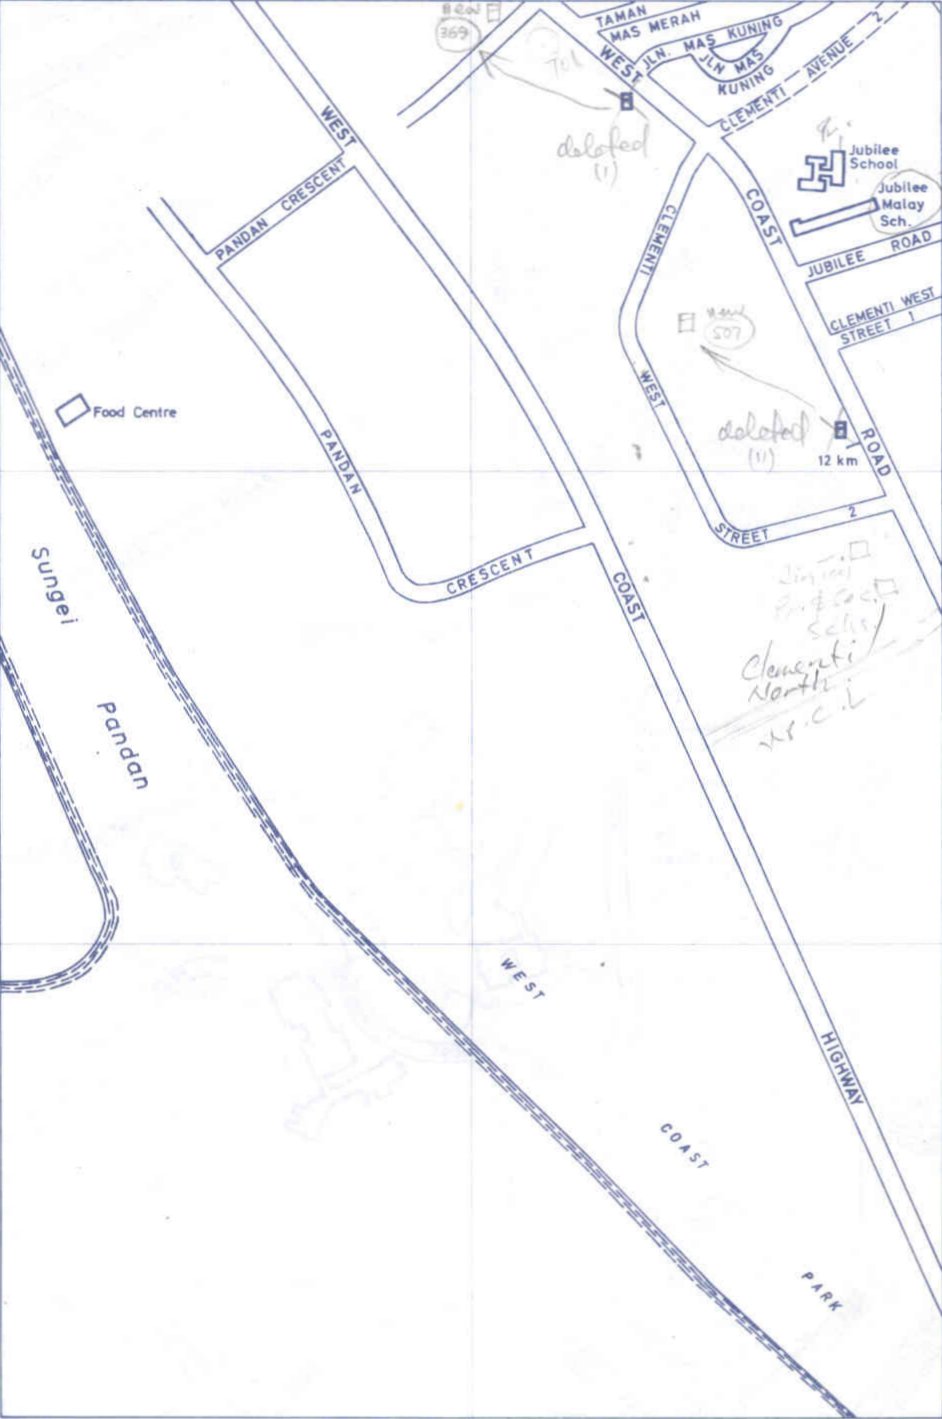 new
369
TAMAN
MAS MERAH
JLN. MAS KUNING
JLN MAS
KUNING
WEST
CLEMENTI AVENUE 2
deleted
(1)
Jubilee
School
Jubilee
Malay
Sch.
WEST
PANDAN CRESCENT
COAST
CLEMENTI
JUBILEE ROAD
CLEMENTI WEST
STREET 1
new
507
WEST
Food Centre
deleted
(11)
12 km
ROAD
PANDAN
STREET 2
CRESCENT
COAST
Sungei
Pandan
Clementi
North
WEST
COAST
PARK
HIGHWAY